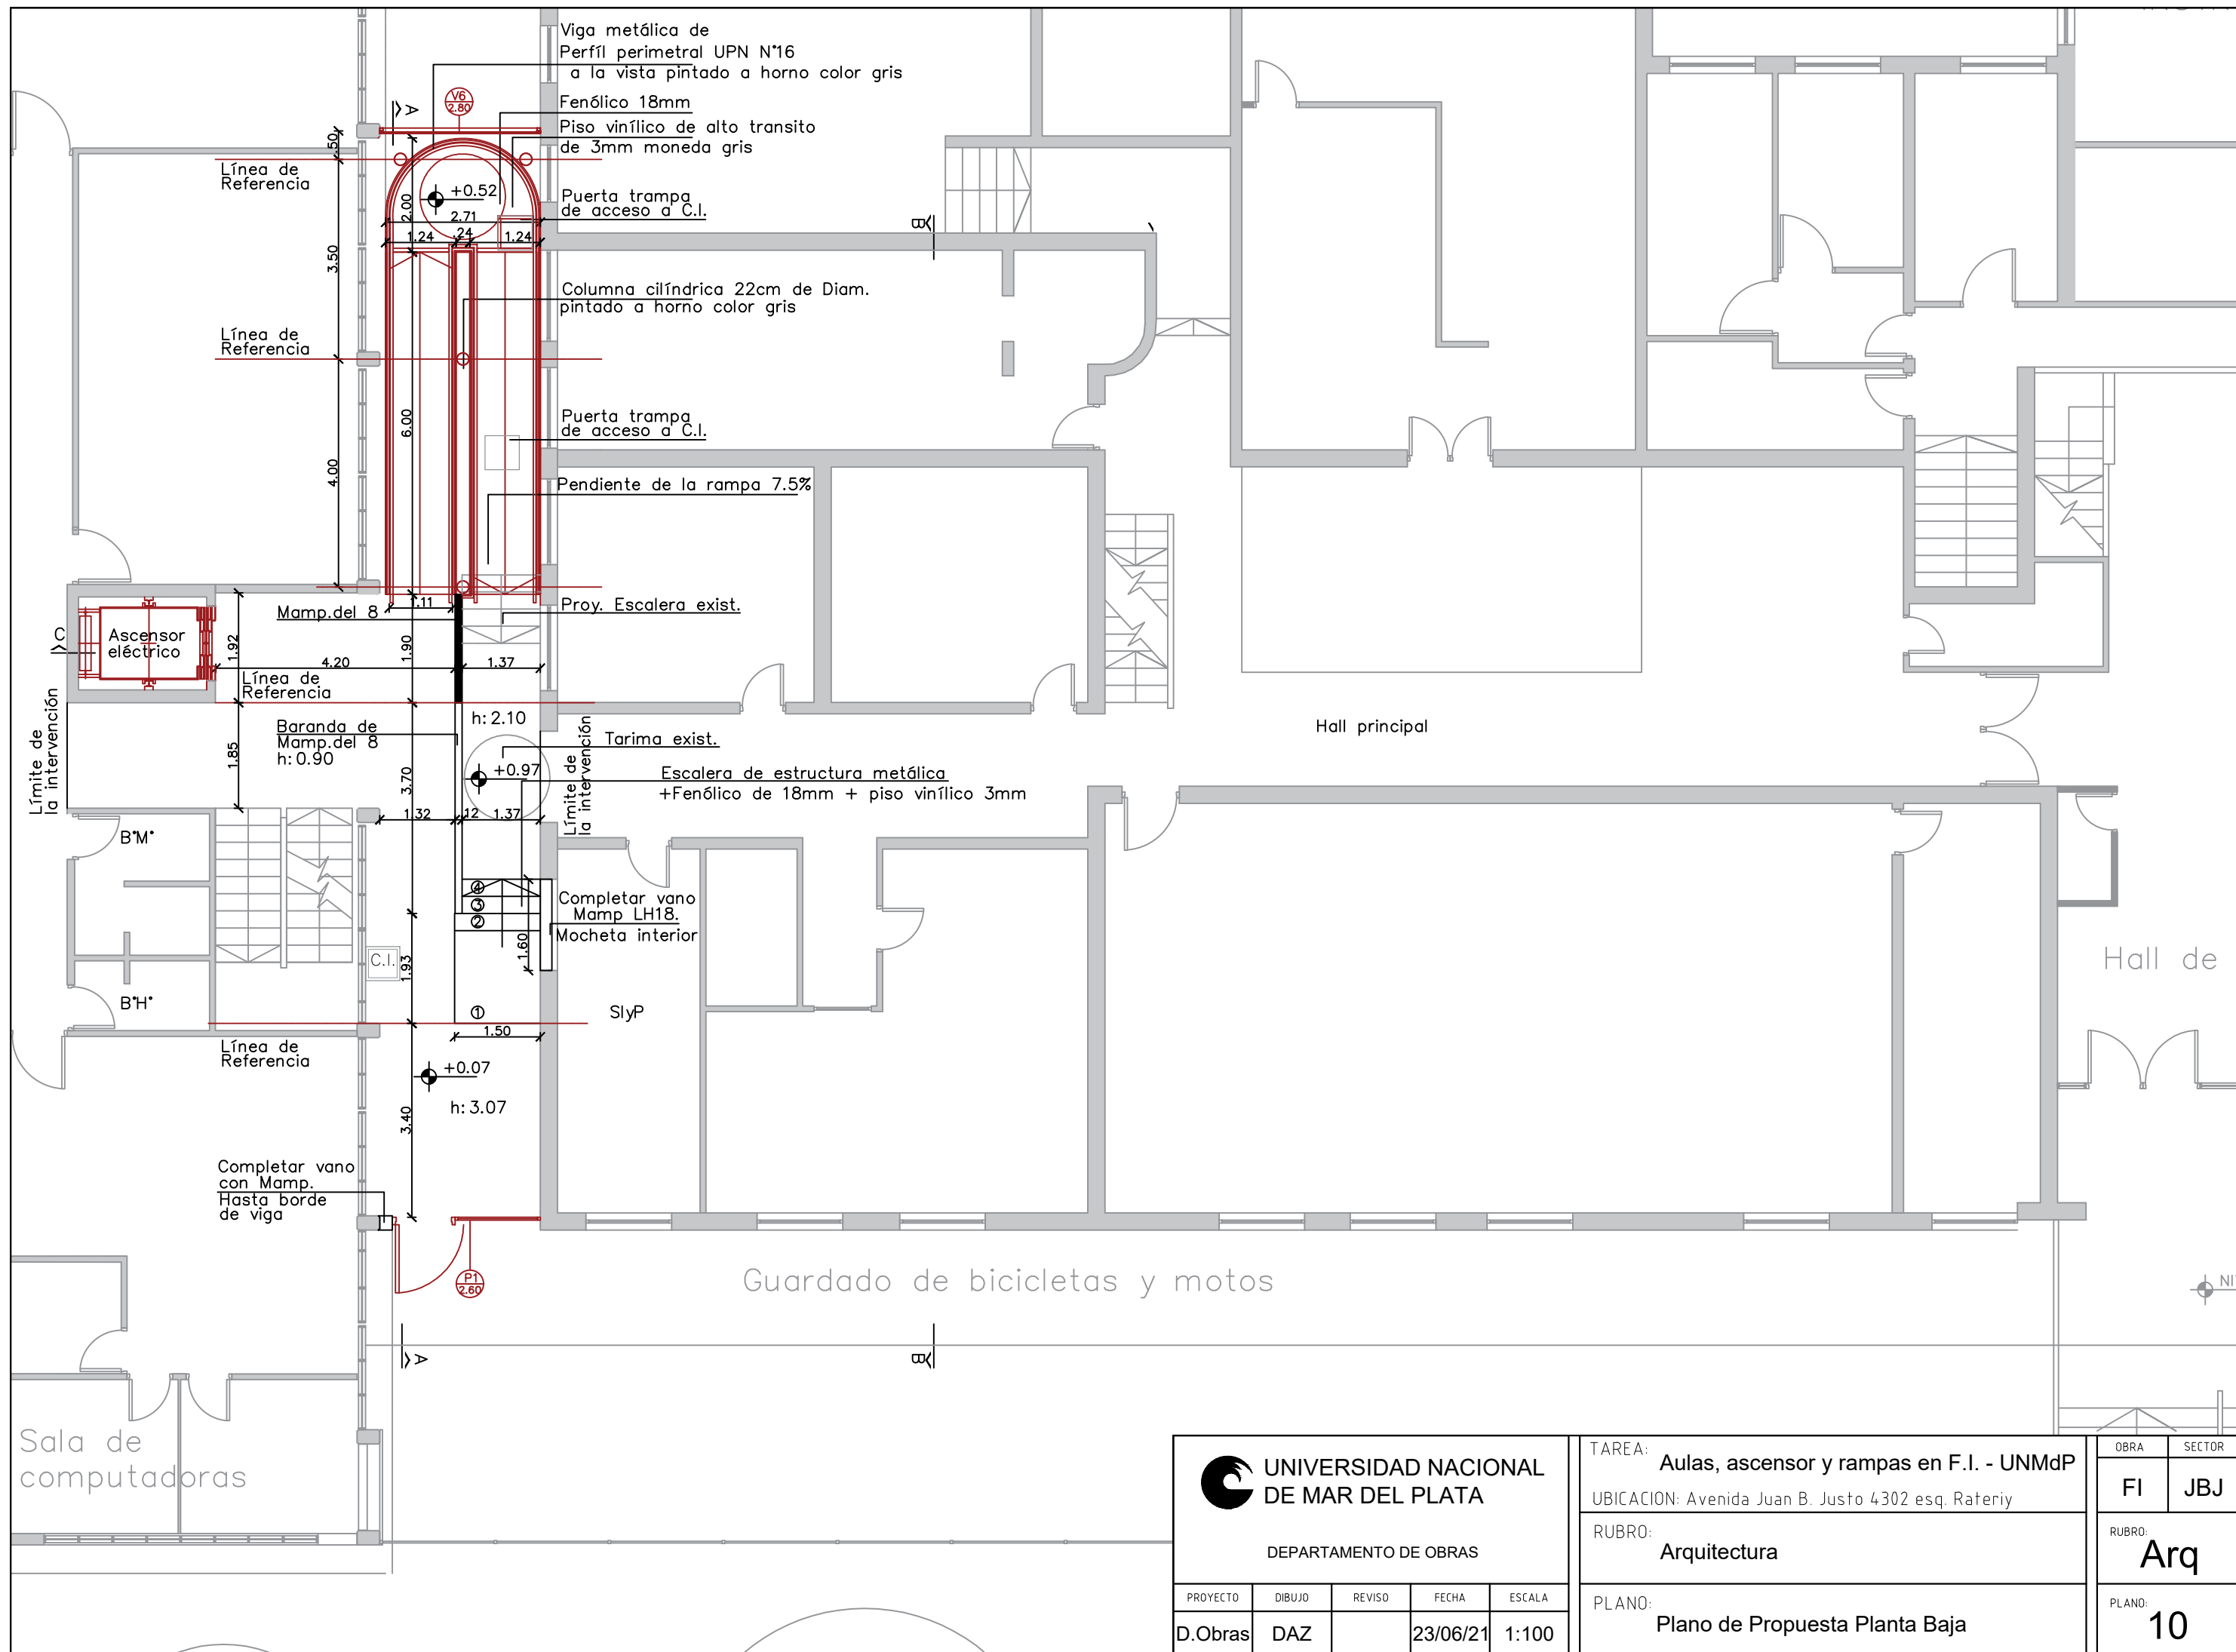 Viga metálica de
Perfíl perimetral UPN N°16
a la vista pintado a horno color gris
V6
2.80
A
Fenólico 18mm
Piso vinílico de alto transito
de 3mm moneda gris
.50
Línea de
Referencia
+0.52
Puerta trampa
de acceso a C.I.
2.00
2.71
1.24
.24
1.24
B
3.50
Columna cilíndrica 22cm de Diam.
pintado a horno color gris
Línea de
Referencia
6.00
Puerta trampa
de acceso a C.I.
4.00
Pendiente de la rampa 7.5%
Mamp.del 8
1.11
Proy. Escalera exist.
C
Ascensor
eléctrico
1.92
1.90
4.20
1.37
Línea de
Referencia
Límite de
la intervención
h: 2.10
Baranda de
Mamp.del 8
h: 0.90
1.85
Tarima exist.
Hall principal
+0.97
3.70
Límite de
la intervención
Escalera de estructura metálica
+Fenólico de 18mm + piso vinílico 3mm
1.32
12
1.37
B°M°
4
3
2
Completar vano
Mamp LH18.
Mocheta interior
1.60
C.I.
1.93
Hall de
B°H°
1
SIyP
1.50
Línea de
Referencia
+0.07
h: 3.07
3.40
Completar vano
con Mamp.
Hasta borde
de viga
P1
2.60
Guardado de bicicletas y motos
A
B
Sala de
computadoras
UNIVERSIDAD NACIONAL
DE MAR DEL PLATA
DEPARTAMENTO DE OBRAS
PROYECTO DIBUJO REVISO FECHA ESCALA
D.Obras DAZ 23/06/21 1:100
TAREA: Aulas, ascensor y rampas en F.I. - UNMdP
UBICACION: Avenida Juan B. Justo 4302 esq. Rateriy
RUBRO: Arquitectura
PLANO: Plano de Propuesta Planta Baja
OBRA SECTOR
FI JBJ
RUBRO:
Arq
PLANO:
10